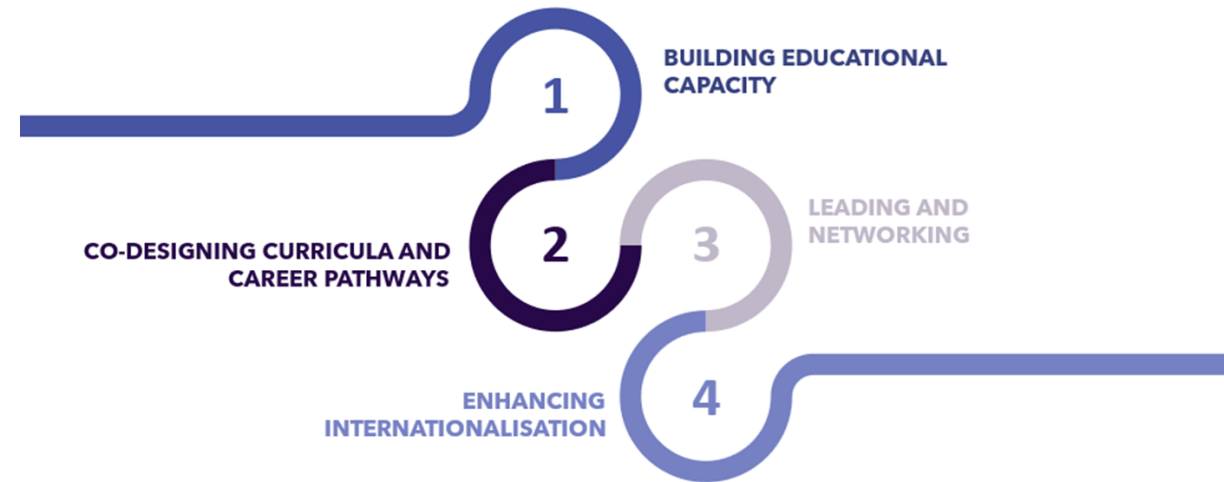 1
BUILDING EDUCATIONAL
CAPACITY
2
CO-DESIGNING CURRICULA AND
CAREER PATHWAYS
3
LEADING AND
NETWORKING
4
ENHANCING
INTERNATIONALISATION